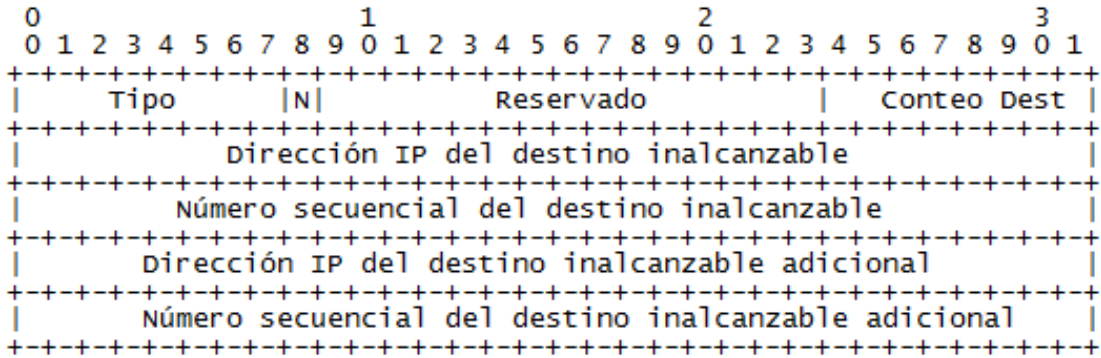 0 1 2 3
0 1 2 3 4 5 6 7 8 9 0 1 2 3 4 5 6 7 8 9 0 1 2 3 4 5 6 7 8 9 0 1
+-+-+-+-+-+-+-+-+-+-+-+-+-+-+-+-+-+-+-+-+-+-+-+-+-+-+-+-+-+-+-+-+
| Tipo |N| Reservado | Conteo Dest |
+-+-+-+-+-+-+-+-+-+-+-+-+-+-+-+-+-+-+-+-+-+-+-+-+-+-+-+-+-+-+-+-+
| Dirección IP del destino inalcanzable |
+-+-+-+-+-+-+-+-+-+-+-+-+-+-+-+-+-+-+-+-+-+-+-+-+-+-+-+-+-+-+-+-+
| Número secuencial del destino inalcanzable |
+-+-+-+-+-+-+-+-+-+-+-+-+-+-+-+-+-+-+-+-+-+-+-+-+-+-+-+-+-+-+-+-+
| Dirección IP del destino inalcanzable adicional |
+-+-+-+-+-+-+-+-+-+-+-+-+-+-+-+-+-+-+-+-+-+-+-+-+-+-+-+-+-+-+-+-+
| Número secuencial del destino inalcanzable adicional |
+-+-+-+-+-+-+-+-+-+-+-+-+-+-+-+-+-+-+-+-+-+-+-+-+-+-+-+-+-+-+-+-+